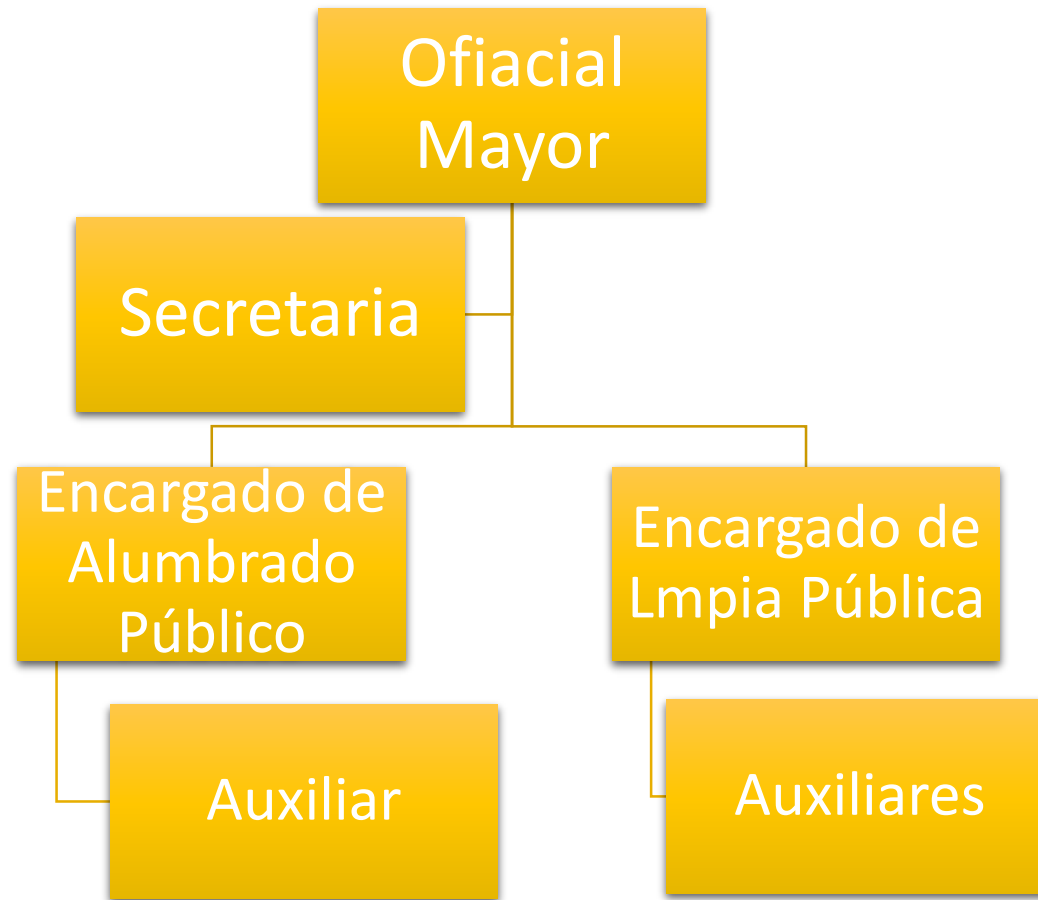 Ofiacial
Mayor
Secretaria
Encargado de
Alumbrado
Público
Encargado de
Lmpia Pública
Auxiliar
Auxiliares